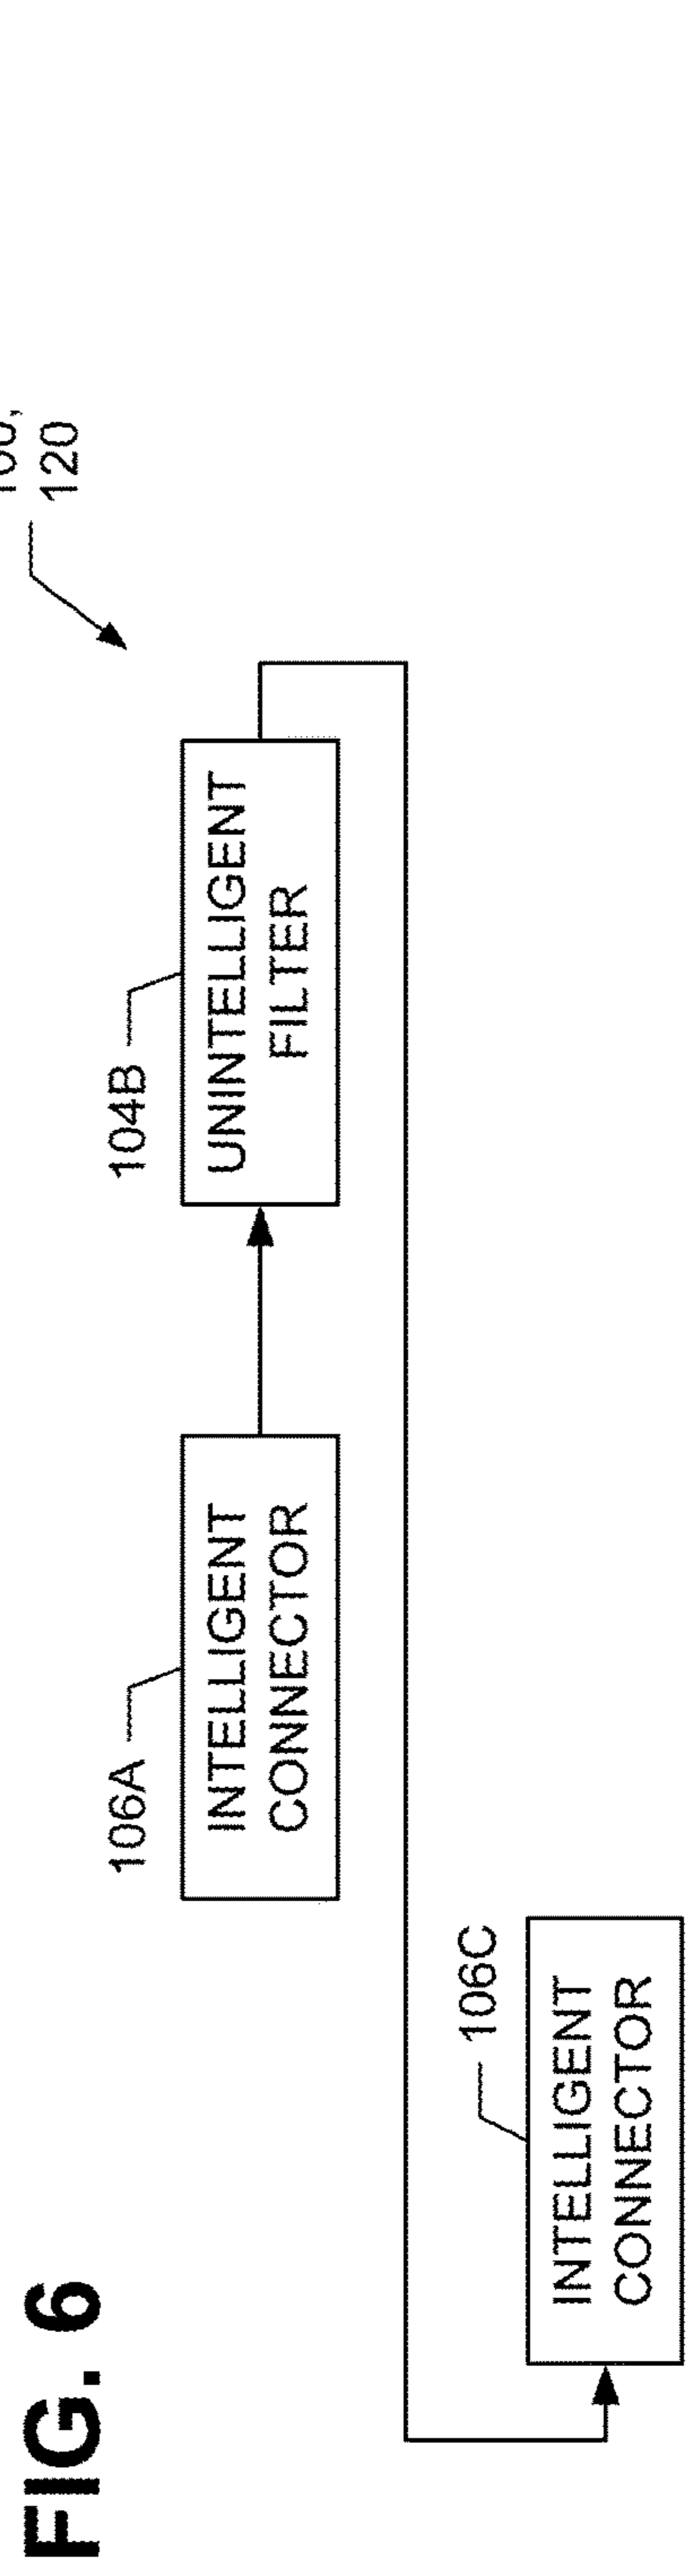 FIG. 6
120
106A
INTELLIGENT
CONNECTOR
104B
UNINTELLIGENT
FILTER
106C
INTELLIGENT
CONNECTOR